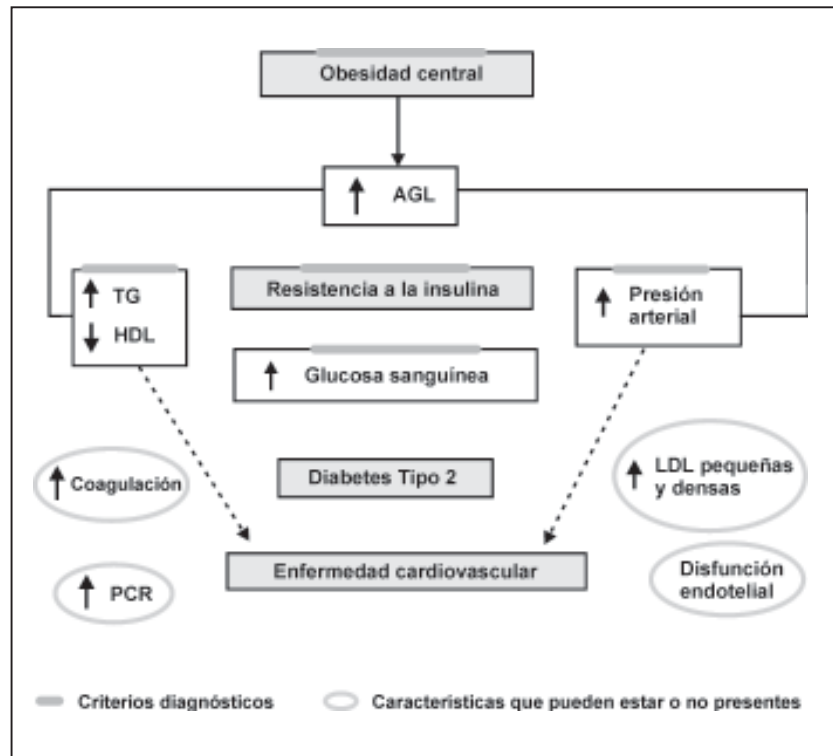 Obesidad central
AGL
TG
HDL
Resistencia a la insulina
Presión
arterial
Glucosa sanguínea
Coagulación
Diabetes Tipo 2
LDL pequeñas
y densas
PCR
Enfermedad cardiovascular
Disfunción
endotelial
Criterios diagnósticos
Características que pueden estar o no presentes